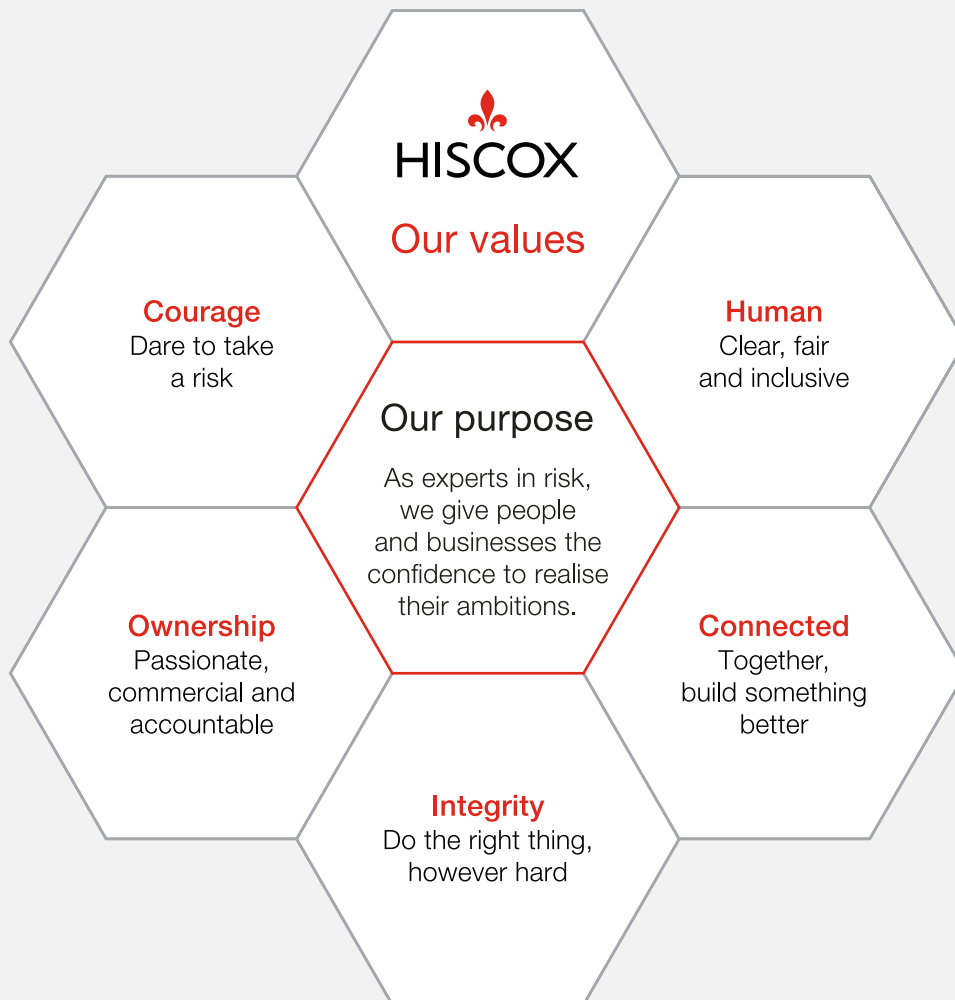 HISCOX
Our values
Courage
Dare to take
a risk
Human
Clear, fair
and inclusive
Our purpose
As experts in risk,
we give people
and businesses the
confidence to realise
their ambitions.
Ownership
Passionate,
commercial and
accountable
Connected
Together,
build something
better
Integrity
Do the right thing,
however hard